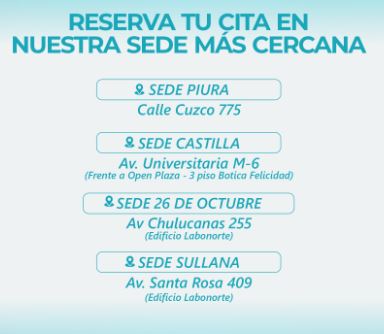 RESERVA TU CITA EN
NUESTRA SEDE MÁS CERCANA
SEDE PIURA
Calle Cuzco 775
SEDE CASTILLA
Av. Universitaria M-6
(Frente a Open Plaza - 3 piso Botica Felicidad)
SEDE 26 DE OCTUBRE
Av Chulucanas 255
(Edificio Labonorte)
SEDE SULLANA
Av. Santa Rosa 409
(Edificio Labonorte)